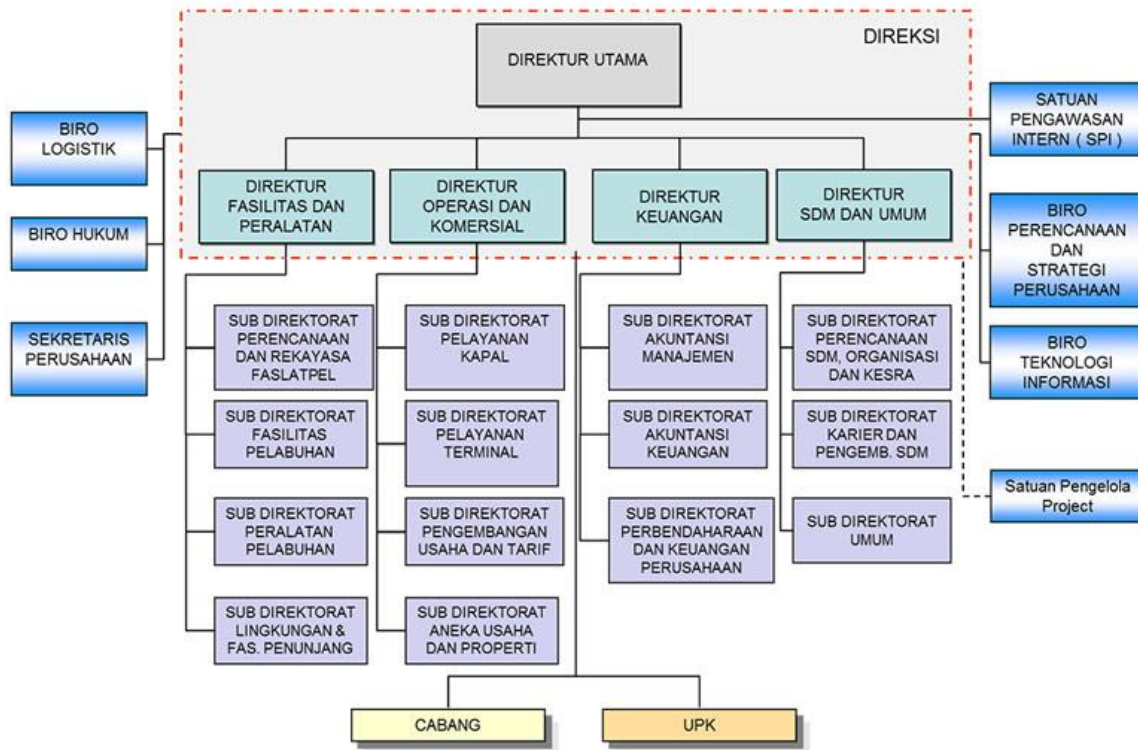 DIREKSI
DIREKTUR UTAMA
BIRO
LOGISTIK
BIRO HUKUM
SEKRETARIS
PERUSAHAAN
SATUAN
PENGAWASAN
INTERN ( SPI )
BIRO
PERENCANAAN
DAN
STRATEGI
PERUSAHAAN
BIRO
TEKNOLOGI
INFORMASI
Satuan Pengelola
Project
DIREKTUR
FASILITAS DAN
PERALATAN
DIREKTUR
OPERASI DAN
KOMERSIAL
DIREKTUR
KEUANGAN
DIREKTUR
SDM DAN UMUM
SUB DIREKTORAT
PERENCANAAN
DAN REKAYASA
FASLATPEL
SUB DIREKTORAT
FASILITAS
PELABUHAN
SUB DIREKTORAT
PERALATAN
PELABUHAN
SUB DIREKTORAT
LINGKUNGAN &
FAS. PENUNJANG
SUB DIREKTORAT
PELAYANAN
KAPAL
SUB DIREKTORAT
PELAYANAN
TERMINAL
SUB DIREKTORAT
PENGEMBANGAN
USAHA DAN TARIF
SUB DIREKTORAT
ANEKA USAHA
DAN PROPERTI
SUB DIREKTORAT
AKUNTANSI
MANAJEMEN
SUB DIREKTORAT
AKUNTANSI
KEUANGAN
SUB DIREKTORAT
PERBENDAHARAAN
DAN KEUANGAN
PERUSAHAAN
SUB DIREKTORAT
PERENCANAAN
SDM, ORGANISASI
DAN KESRA
SUB DIREKTORAT
KARIER DAN
PENGEMB. SDM
SUB DIREKTORAT
UMUM
CABANG
UPK